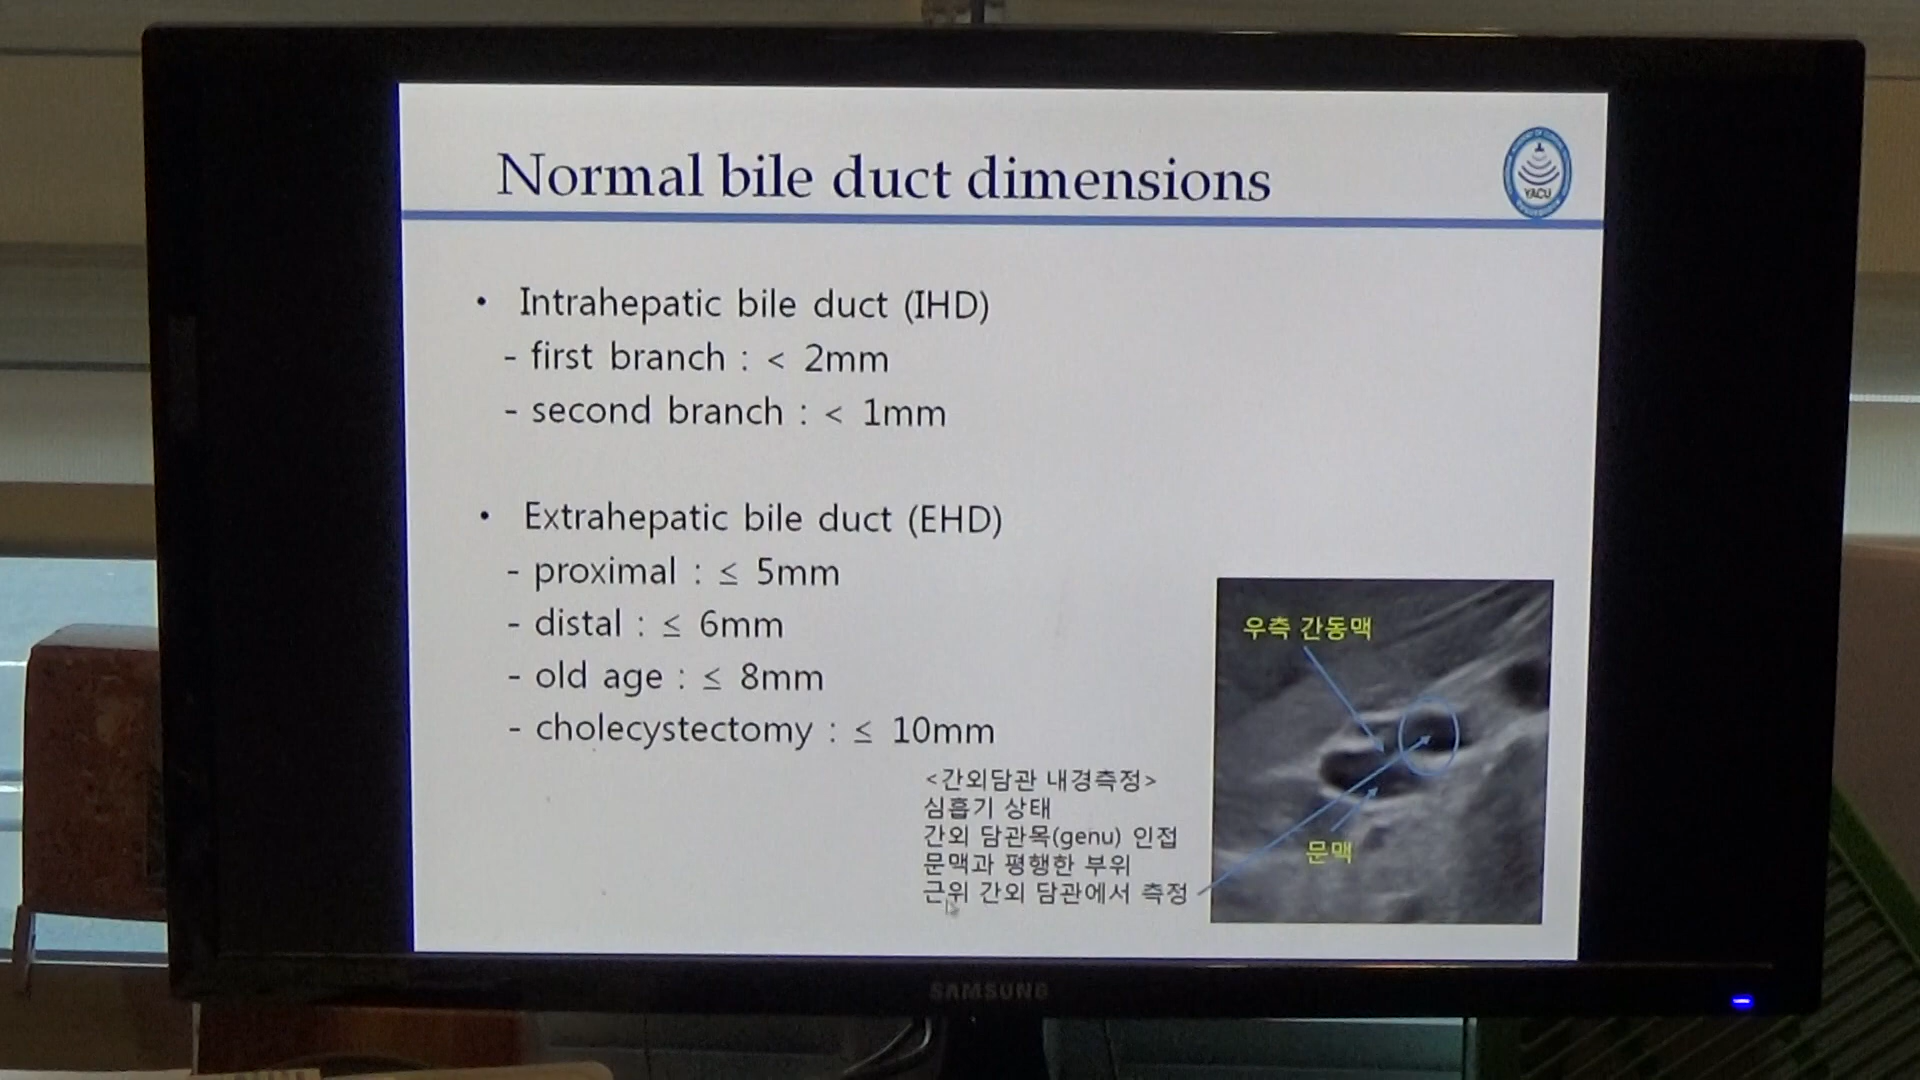 Normal bile duct dimensions
YACU
• Intrahepatic bile duct (IHD)
- first branch : < 2mm
- second branch : < 1mm
• Extrahepatic bile duct (EHD)
- proximal : ≤ 5mm
- distal : ≤ 6mm
- old age : ≤ 8mm
- cholecystectomy : ≤ 10mm
<간외담관 내경측정>
심흡기 상태
간외 담관목(genu) 인접
문맥과 평행한 부위
근위 간외 담관에서 측정
우측 간동맥
문맥
SAMSUNG